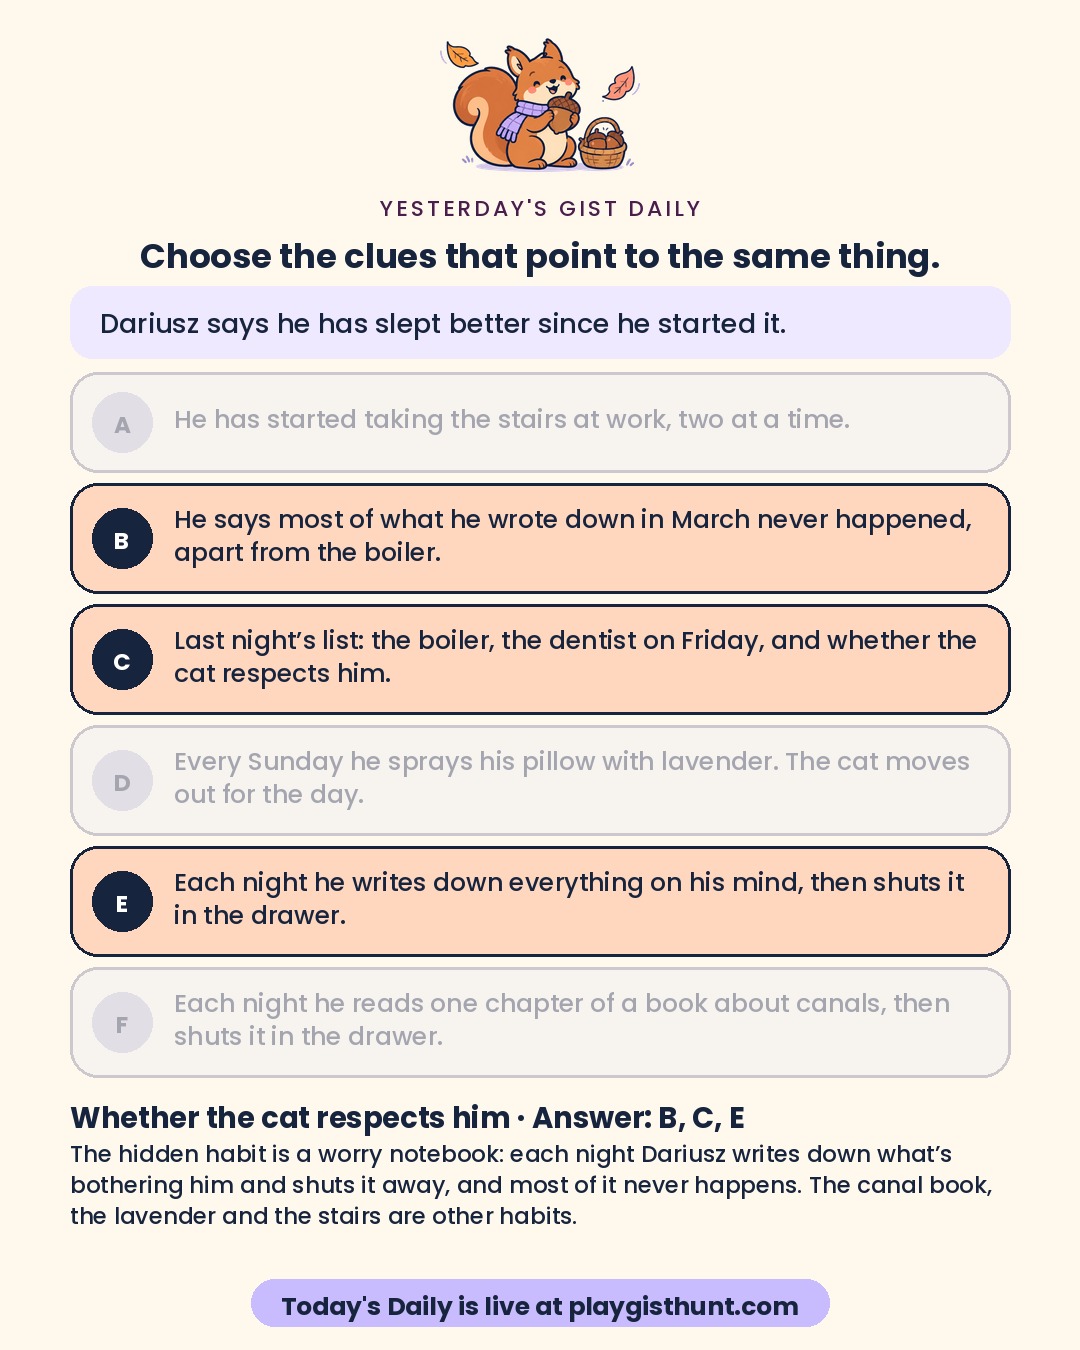 YESTERDAY'S GIST DAILY
Choose the clues that point to the same thing.
Dariusz says he has slept better since he started it.
A He has started taking the stairs at work, two at a time.
B He says most of what he wrote down in March never happened,
apart from the boiler.
C Last night’s list: the boiler, the dentist on Friday, and whether the
cat respects him.
D Every Sunday he sprays his pillow with lavender. The cat moves
out for the day.
E Each night he writes down everything on his mind, then shuts it
in the drawer.
F Each night he reads one chapter of a book about canals, then
shuts it in the drawer.
Whether the cat respects him · Answer: B, C, E
The hidden habit is a worry notebook: each night Dariusz writes down what’s
bothering him and shuts it away, and most of it never happens. The canal book,
the lavender and the stairs are other habits.
Today's Daily is live at playgisthunt.com